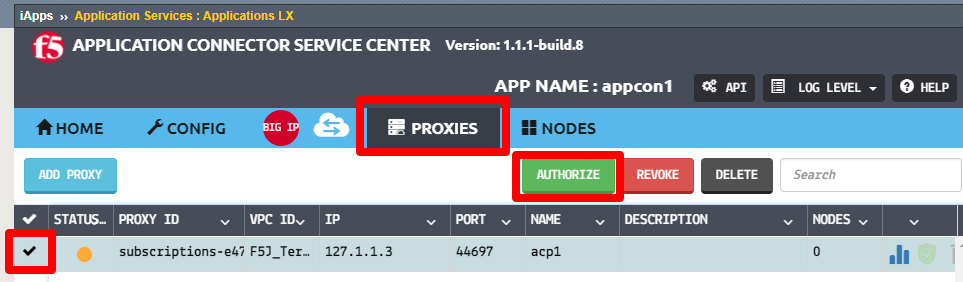 iApps » Application Services : Applications LX
f5 APPLICATION CONNECTOR SERVICE CENTER Version: 1.1.1-build.8
APP NAME : appcon1 API LOG LEVEL HELP
HOME CONFIG BIG IP PROXIES NODES
ADD PROXY AUTHORIZE REVOKE DELETE Search
STATUS... PROXY ID VPC ID IP PORT NAME DESCRIPTION NODES
subscriptions-e47 F5J_Ter... 127.1.1.3 44697 acp1 0